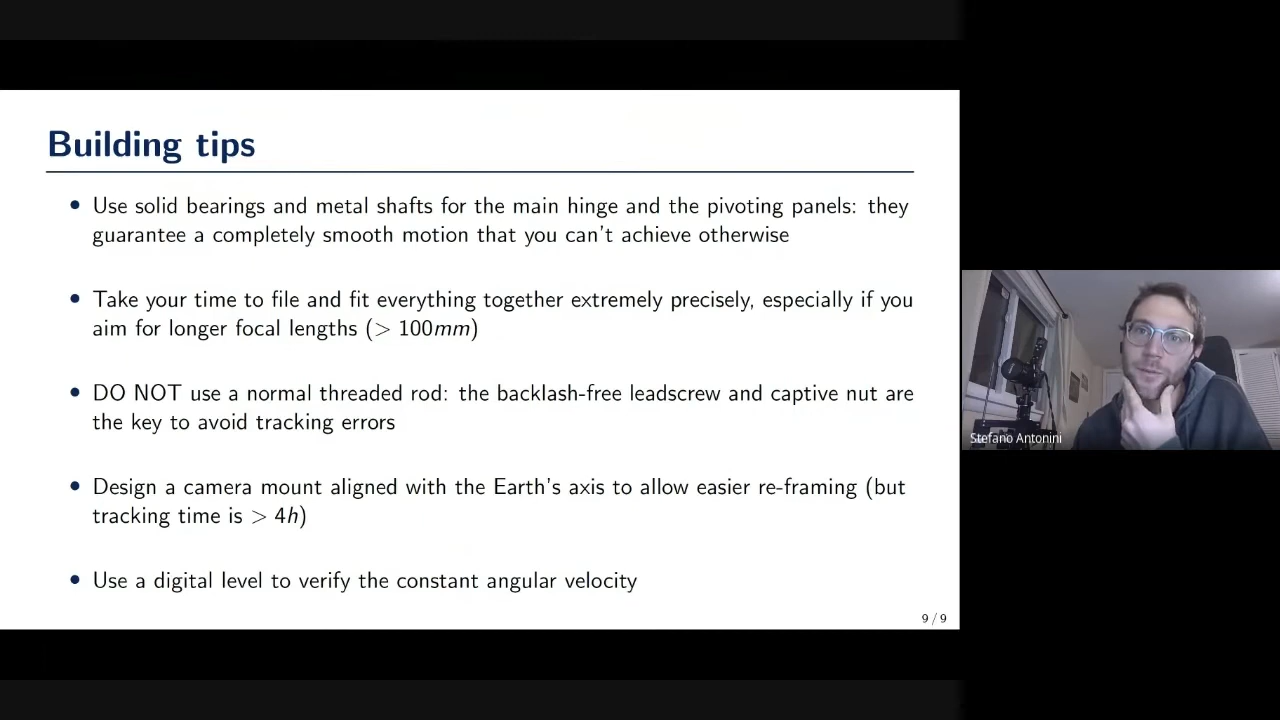 Building tips
• Use solid bearings and metal shafts for the main hinge and the pivoting panels: they
guarantee a completely smooth motion that you can't achieve otherwise
• Take your time to file and fit everything together extremely precisely, especially if you
aim for longer focal lengths (> 100mm)
• DO NOT use a normal threaded rod: the backlash-free leadscrew and captive nut are
the key to avoid tracking errors
• Design a camera mount aligned with the Earth's axis to allow easier re-framing (but
tracking time is > 4h)
• Use a digital level to verify the constant angular velocity
9 / 9
Stefano Antonini